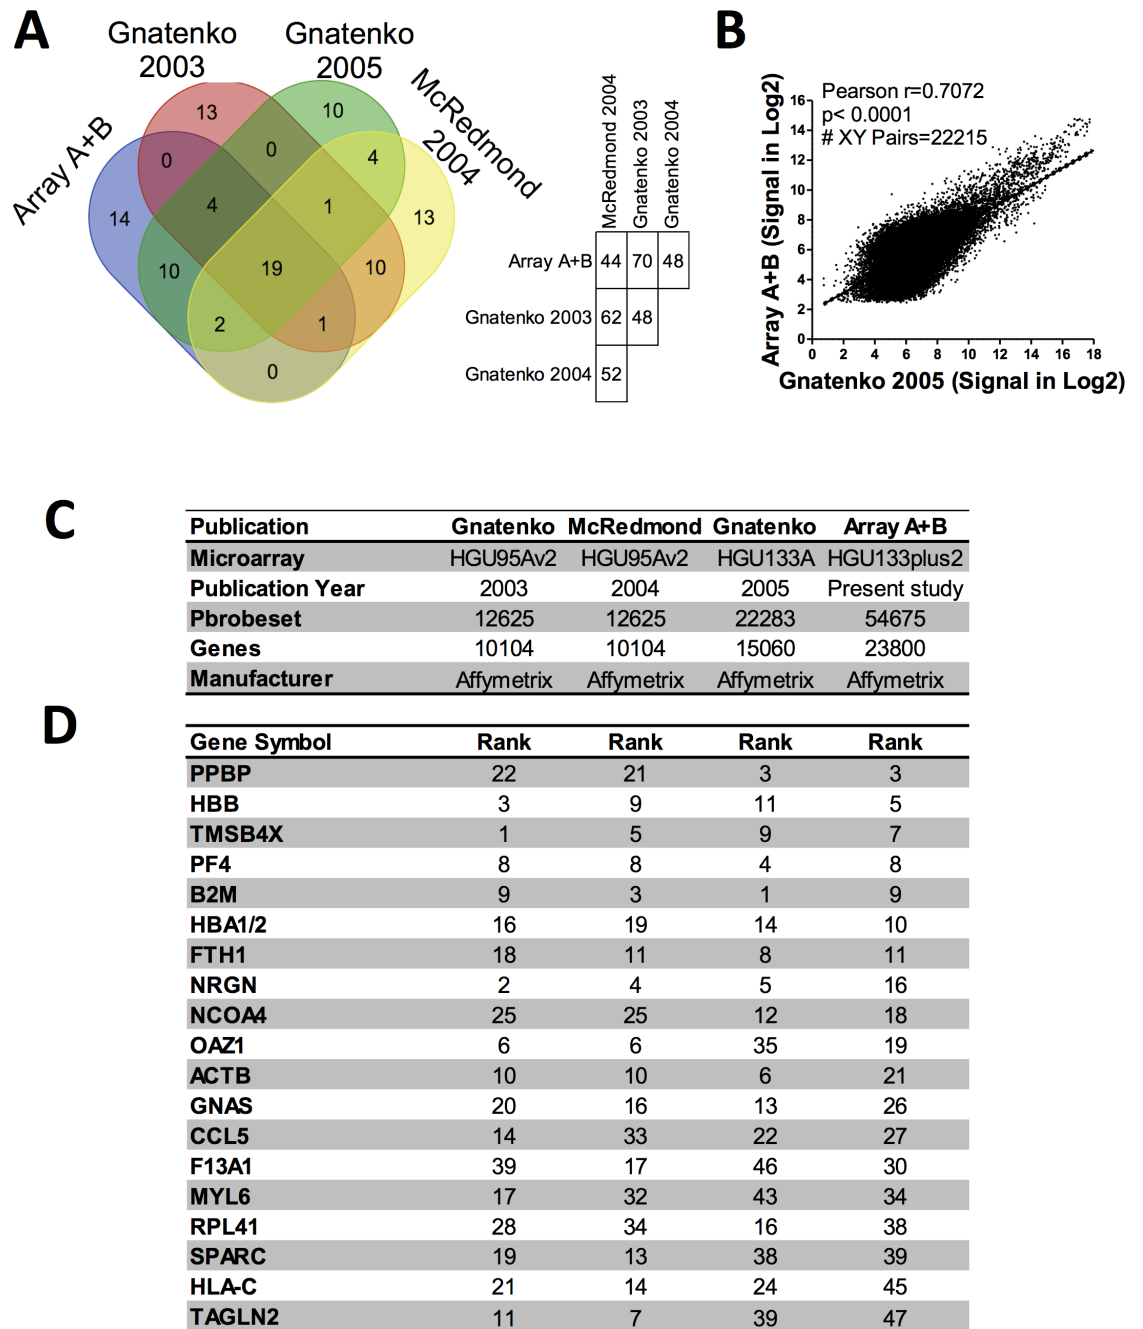 A
Gnatenko 2003
Gnatenko 2005
McRedmond 2004
Array A+B
13
10
0
0
4
14
4
1
13
10
19
10
2
1
0
McRedmond 2004
Gnatenko 2003
Gnatenko 2004
Array A+B 44 70 48
Gnatenko 2003 62 48
Gnatenko 2004 52
B
Pearson r=0.7072
p< 0.0001
# XY Pairs=22215
Array A+B (Signal in Log2)
16
14
12
10
8
6
4
2
0
0 2 4 6 8 10 12 14 16 18
Gnatenko 2005 (Signal in Log2)
C
Publication Gnatenko McRedmond Gnatenko Array A+B
Microarray HGU95Av2 HGU95Av2 HGU133A HGU133plus2
Publication Year 2003 2004 2005 Present study
Pbrobeset 12625 12625 22283 54675
Genes 10104 10104 15060 23800
Manufacturer Affymetrix Affymetrix Affymetrix Affymetrix
D
Gene Symbol Rank Rank Rank Rank
PPBP 22 21 3 3
HBB 3 9 11 5
TMSB4X 1 5 9 7
PF4 8 8 4 8
B2M 9 3 1 9
HBA1/2 16 19 14 10
FTH1 18 11 8 11
NRGN 2 4 5 16
NCOA4 25 25 12 18
OAZ1 6 6 35 19
ACTB 10 10 6 21
GNAS 20 16 13 26
CCL5 14 33 22 27
F13A1 39 17 46 30
MYL6 17 32 43 34
RPL41 28 34 16 38
SPARC 19 13 38 39
HLA-C 21 14 24 45
TAGLN2 11 7 39 47